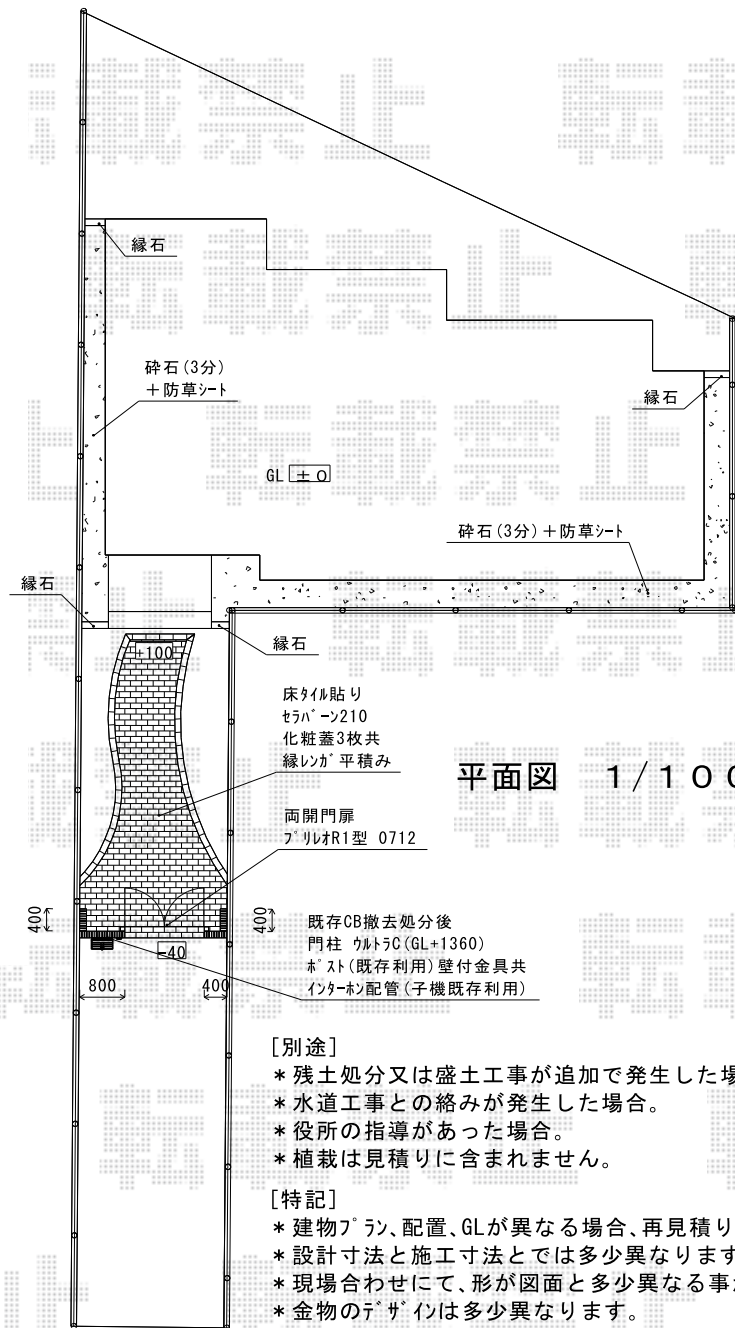 縁石
砕石(3分)
＋防草ｼｰﾄ
縁石
GL ±0
砕石(3分)＋防草ｼｰﾄ
縁石
縁石
+100
床ﾀｲﾙ貼り
ｾﾗﾊﾞｰﾝ210
化粧蓋3枚共
縁ﾚﾝｶﾞ平積み
平面図　1/100
両開門扉
ﾌﾟﾘﾚｵR1型 0712
400
400
既存CB撤去処分後
門柱 ｳﾙﾄﾗC(GL+1360)
ﾎﾟｽﾄ(既存利用)壁付金具共
ｲﾝﾀｰﾎﾝ配管(子機既存利用)
-40
800
400
[別途]
＊残土処分又は盛土工事が追加で発生した場
＊水道工事との絡みが発生した場合。
＊役所の指導があった場合。
＊植栽は見積りに含まれません。
[特記]
＊建物ﾌﾟﾗﾝ、配置、GLが異なる場合、再見積り
＊設計寸法と施工寸法とでは多少異なります
＊現場合わせにて、形が図面と多少異なる事が
＊金物のﾃﾞｻﾞｲﾝは多少異なります。
転載禁止